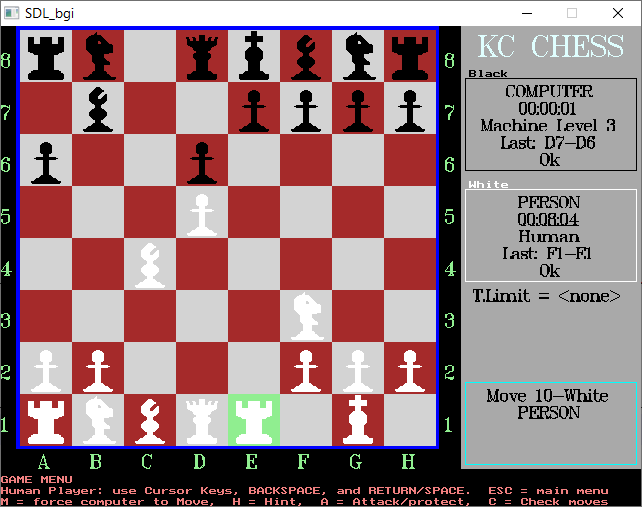 SDL_bgi
KC CHESS
8
7
6
5
4
3
2
1
8
7
6
5
4
3
2
1
A B C D E F G H
Black
COMPUTER
00:00:01
Machine Level 3
Last: D7-D6
Ok
White
PERSON
00:08:04
Human
Last: F1-E1
Ok
T.Limit = <none>
Move 10-White
PERSON
GAME MENU
Human Player: use Cursor Keys, BACKSPACE, and RETURN/SPACE. ESC = main menu
M = force computer to Move, H = Hint, A = Attack/protect, C = Check moves